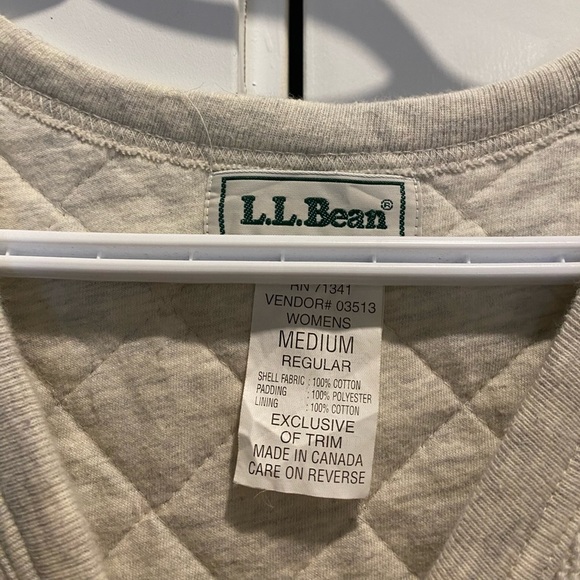 L.L.Bean®
RN 71341
VENDOR# 03513
WOMENS
MEDIUM
REGULAR
SHELL FABRIC : 100% COTTON
PADDING : 100% POLYESTER
LINING : 100% COTTON
EXCLUSIVE
OF TRIM
MADE IN CANADA
CARE ON REVERSE